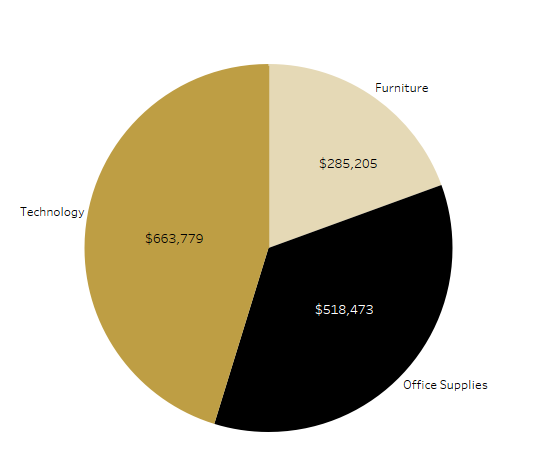 Furniture
$285,205
Technology
$663,779
$518,473
Office Supplies